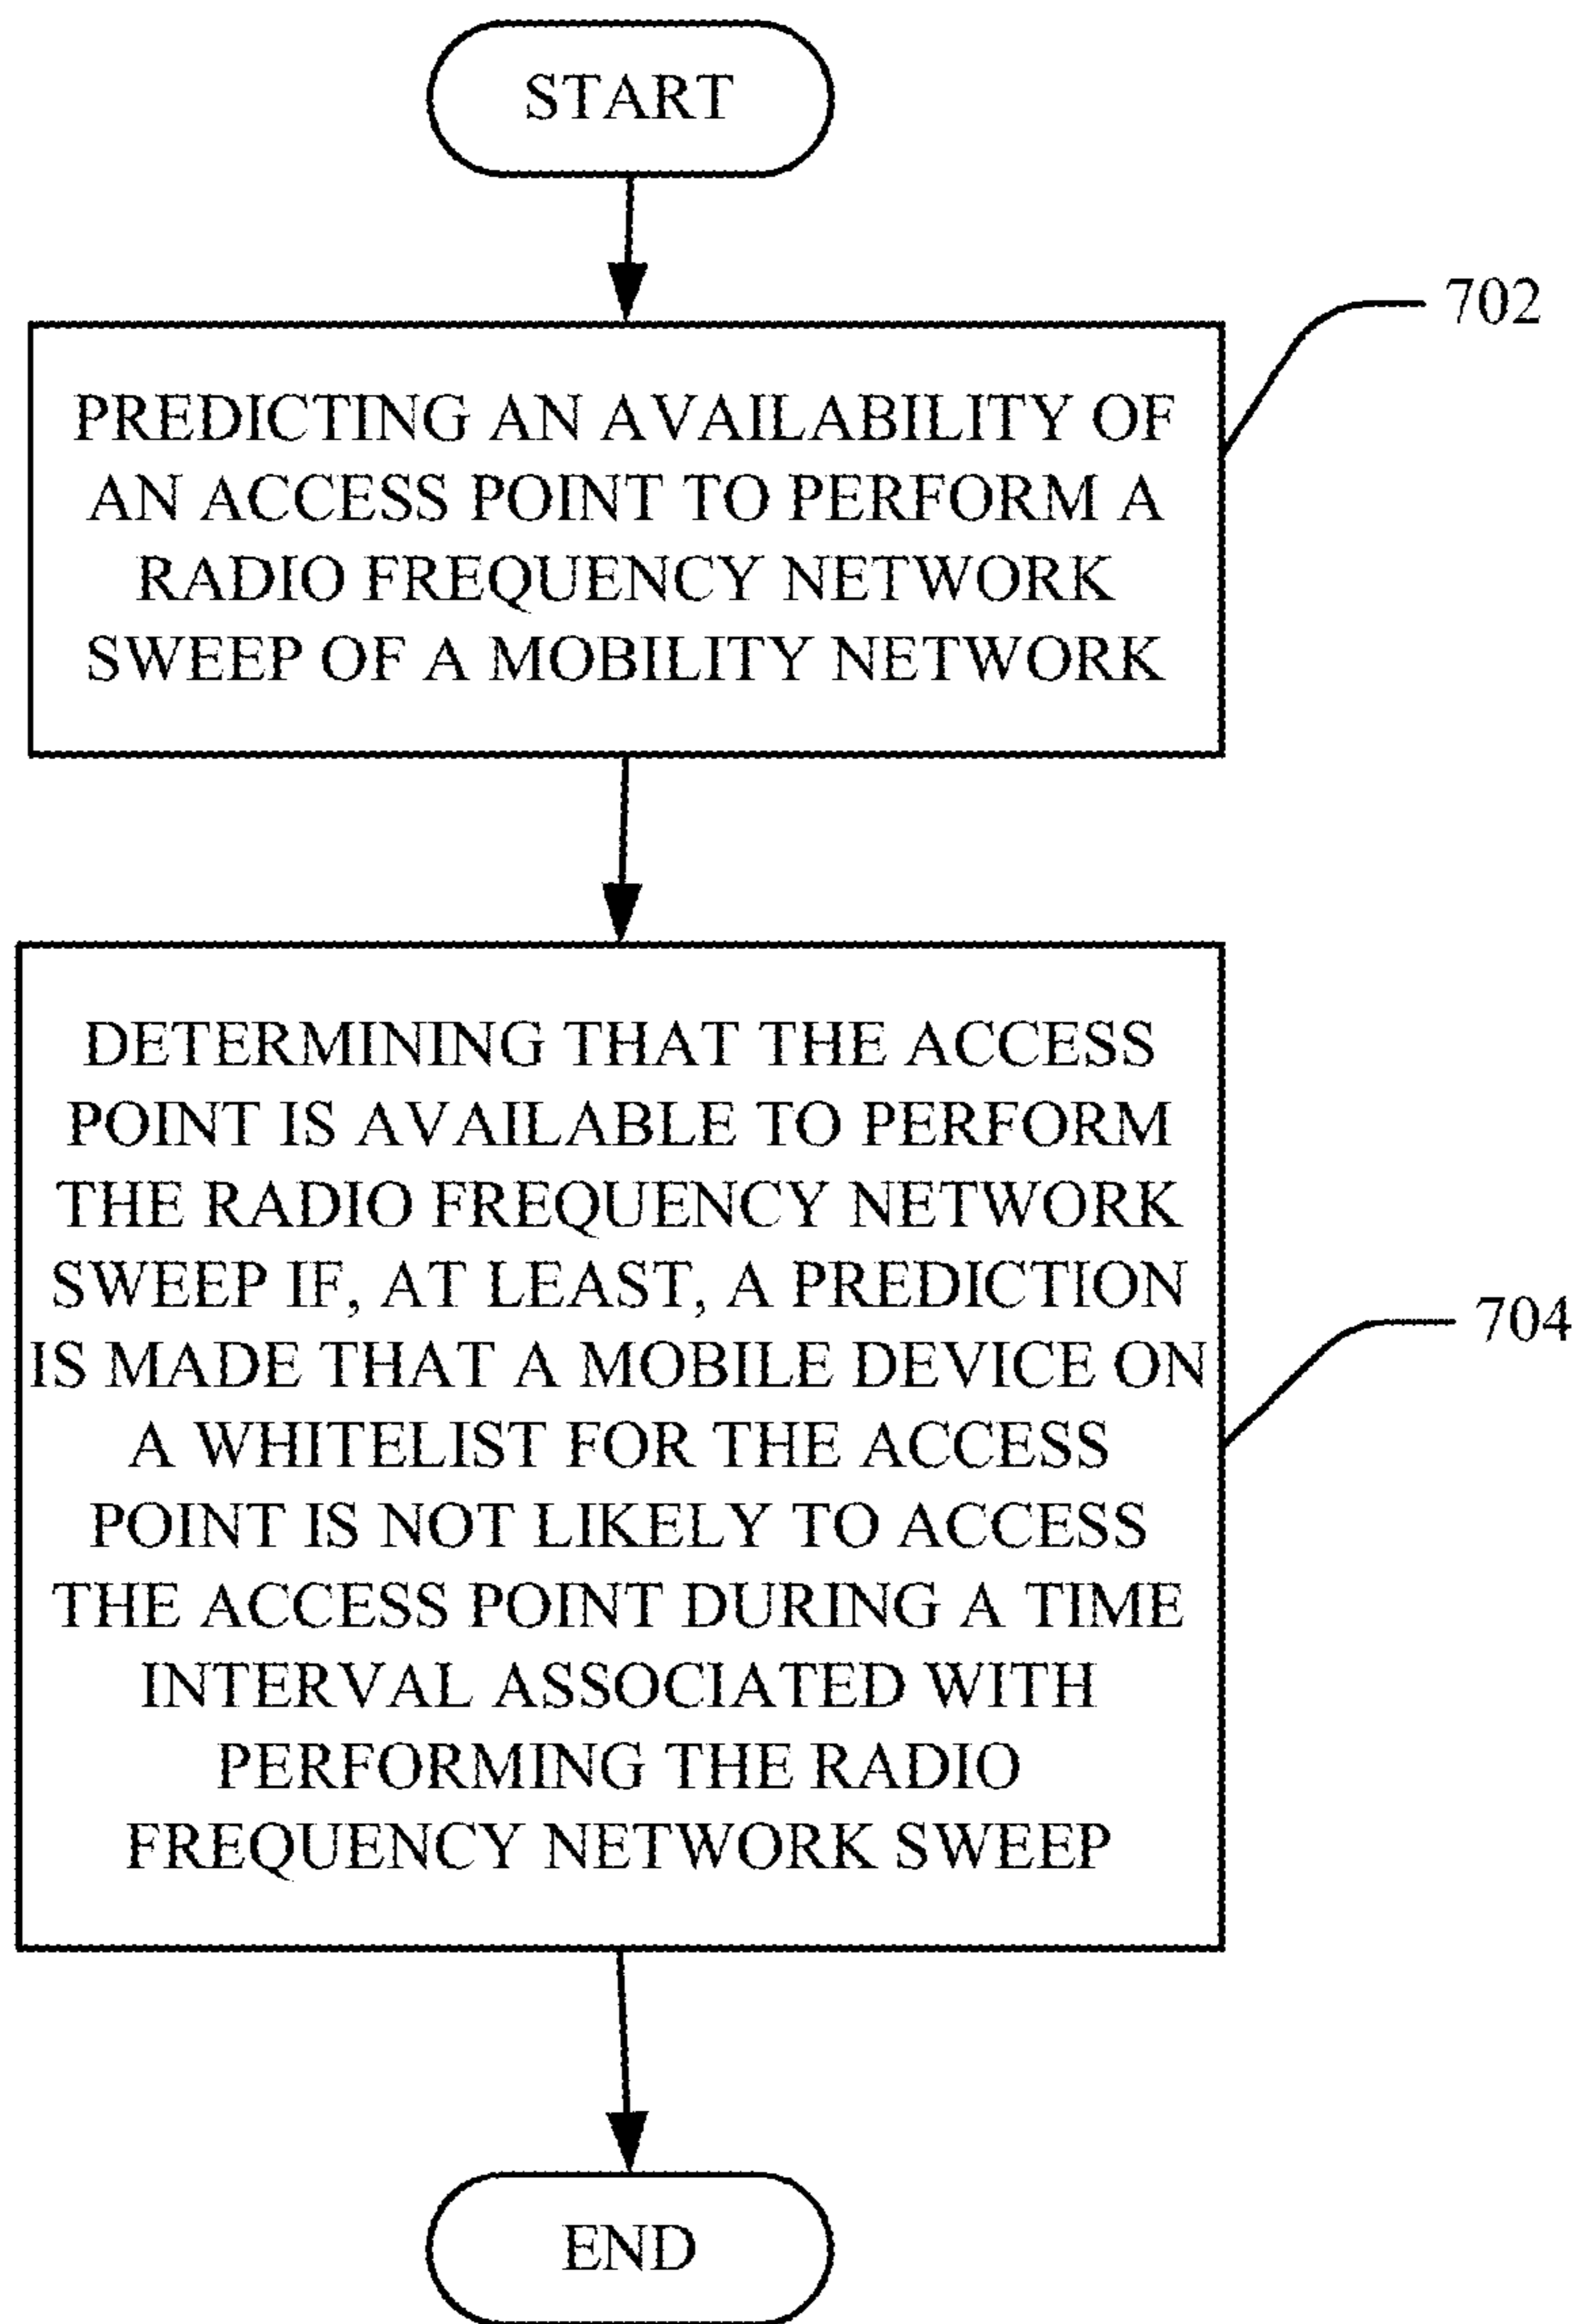 START
702
PREDICTING AN AVAILABILITY OF
AN ACCESS POINT TO PERFORM A
RADIO FREQUENCY NETWORK
SWEEP OF A MOBILITY NETWORK
DETERMINING THAT THE ACCESS
POINT IS AVAILABLE TO PERFORM
THE RADIO FREQUENCY NETWORK
SWEEP IF, AT LEAST, A PREDICTION
IS MADE THAT A MOBILE DEVICE ON
A WHITELIST FOR THE ACCESS
POINT IS NOT LIKELY TO ACCESS
THE ACCESS POINT DURING A TIME
INTERVAL ASSOCIATED WITH
PERFORMING THE RADIO
FREQUENCY NETWORK SWEEP
704
END